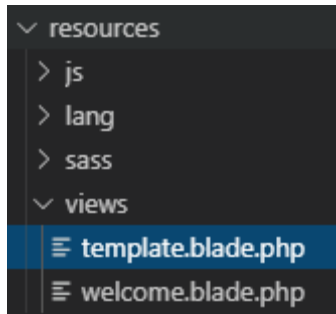 resources
js
lang
sass
views
template.blade.php
welcome.blade.php